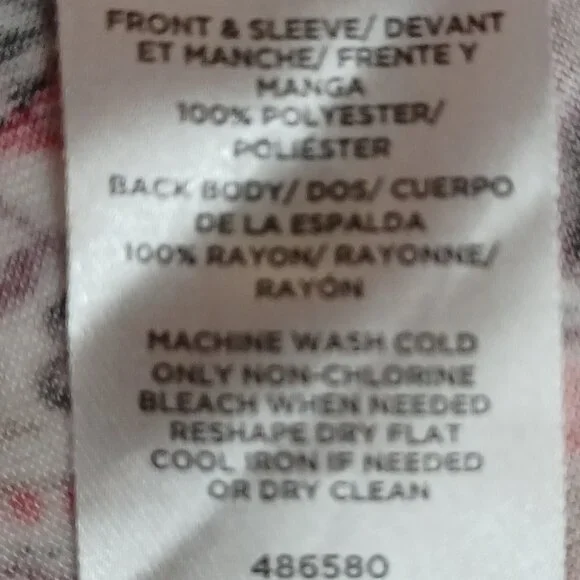 FRONT & SLEEVE/ DEVANT
ET MANCHE/ FRENTE Y
MANGA
100% POLYESTER/
POLIÉSTER
BACK BODY/ DOS/ CUERPO
DE LA ESPALDA
100% RAYON/ RAYONNE/
RAYÓN
MACHINE WASH COLD
ONLY NON-CHLORINE
BLEACH WHEN NEEDED
RESHAPE DRY FLAT
COOL IRON IF NEEDED
OR DRY CLEAN
486580